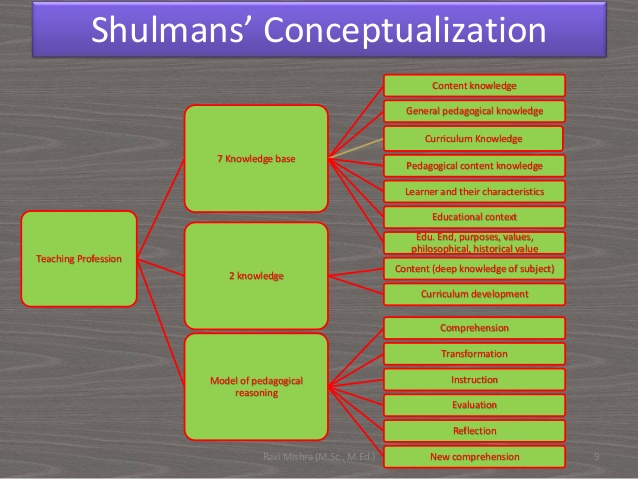 Shulmans’ Conceptualization
Teaching Profession
7 Knowledge base
Content knowledge
General pedagogical knowledge
Curriculum Knowledge
Pedagogical content knowledge
Learner and their characteristics
Educational context
Edu. End, purposes, values,
philosophical, historical value
2 knowledge
Content (deep knowledge of subject)
Curriculum development
Model of pedagogical
reasoning
Comprehension
Transformation
Instruction
Evaluation
Reflection
New comprehension
Ravi Mishra (M.Sc., M.Ed.)
9